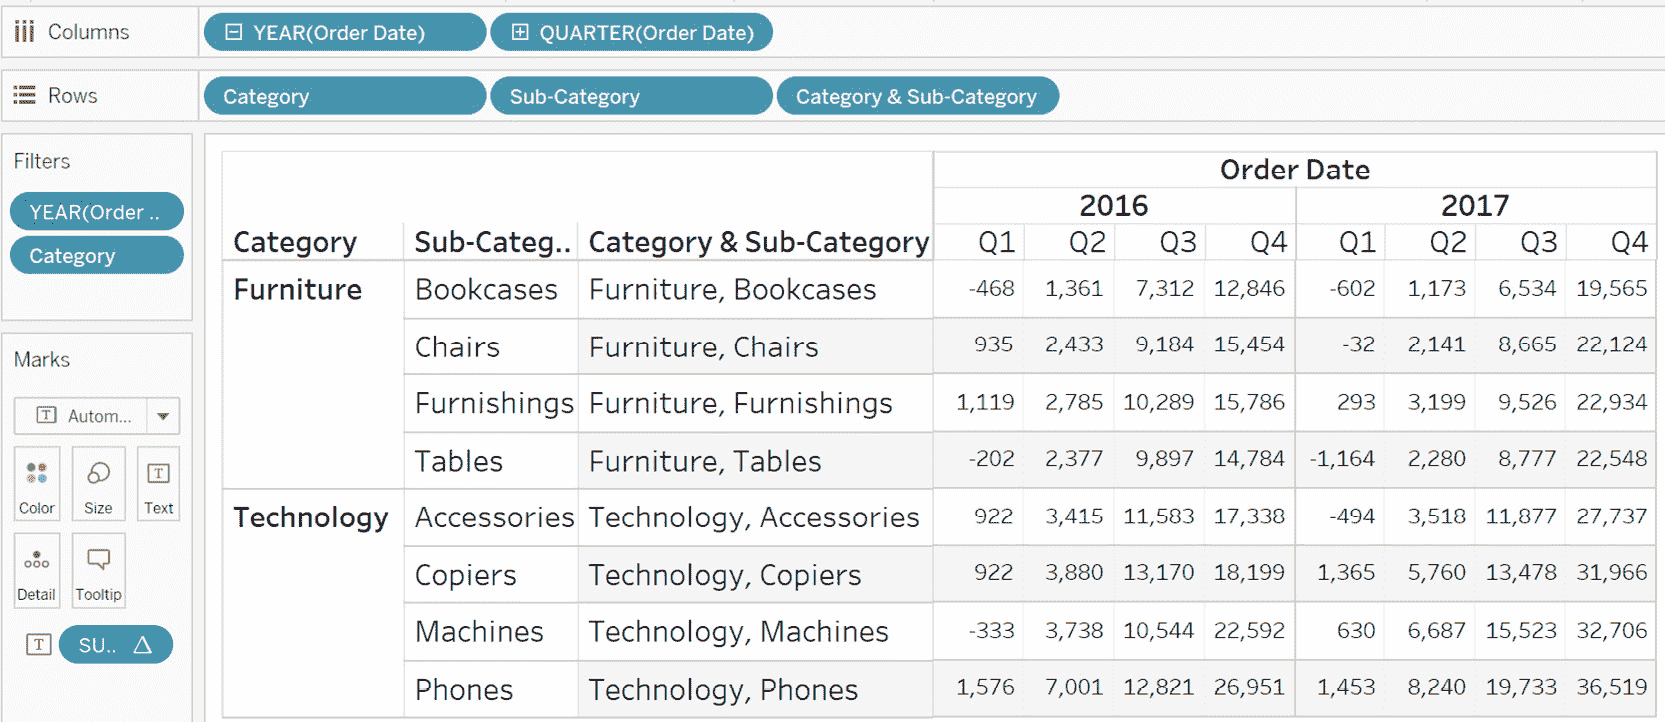 Columns YEAR(Order Date) QUARTER(Order Date)
Rows Category Sub-Category Category & Sub-Category
Filters
YEAR(Order ..
Category
Marks
T Autom...
Color Size T Text
Detail Tooltip
T SU.. Δ
Order Date
2016 2017
Category Sub-Categ.. Category & Sub-Category Q1 Q2 Q3 Q4 Q1 Q2 Q3 Q4
Furniture Bookcases Furniture, Bookcases -468 1,361 7,312 12,846 -602 1,173 6,534 19,565
Chairs Furniture, Chairs 935 2,433 9,184 15,454 -32 2,141 8,665 22,124
Furnishings Furniture, Furnishings 1,119 2,785 10,289 15,786 293 3,199 9,526 22,934
Tables Furniture, Tables -202 2,377 9,897 14,784 -1,164 2,280 8,777 22,548
Technology Accessories Technology, Accessories 922 3,415 11,583 17,338 -494 3,518 11,877 27,737
Copiers Technology, Copiers 922 3,880 13,170 18,199 1,365 5,760 13,478 31,966
Machines Technology, Machines -333 3,738 10,544 22,592 630 6,687 15,523 32,706
Phones Technology, Phones 1,576 7,001 12,821 26,951 1,453 8,240 19,733 36,519